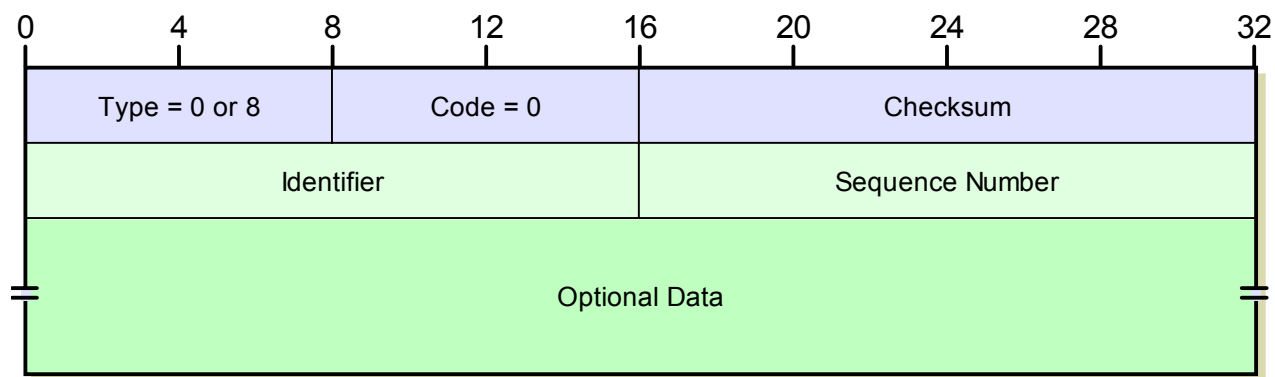 0 4 8 12 16 20 24 28 32
Type = 0 or 8 Code = 0 Checksum
Identifier Sequence Number
Optional Data